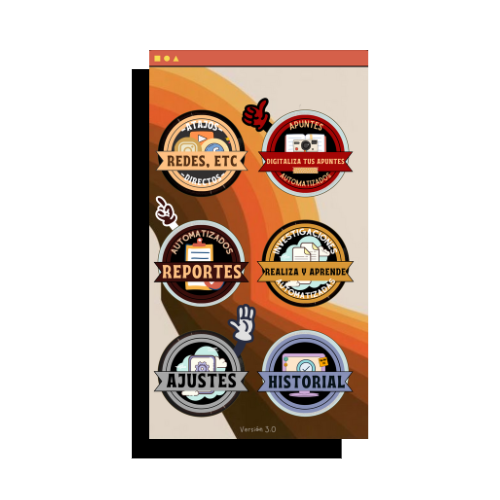 ATAJOS
REDES, ETC
DIRECTOS
APUNTES
DIGITALIZA TUS APUNTES
AUTOMATIZADOS
AUTOMATIZADOS
REPORTES
INVESTIGACIONES
REALIZA Y APRENDE
AUTOMATIZADAS
AJUSTES
HISTORIAL
Versión 3.0